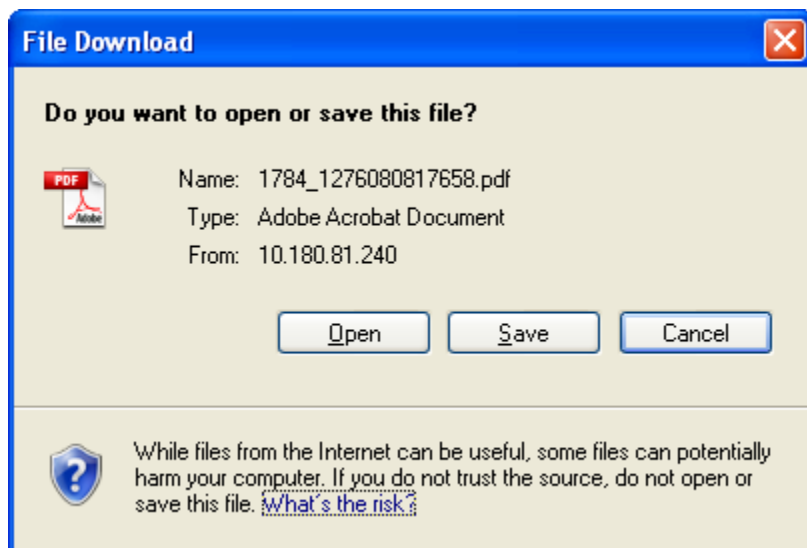 File Download
Do you want to open or save this file?
PDF
Adobe
Name: 1784_1276080817658.pdf
Type: Adobe Acrobat Document
From: 10.180.81.240
Open Save Cancel
While files from the Internet can be useful, some files can potentially
harm your computer. If you do not trust the source, do not open or
save this file. What's the risk?